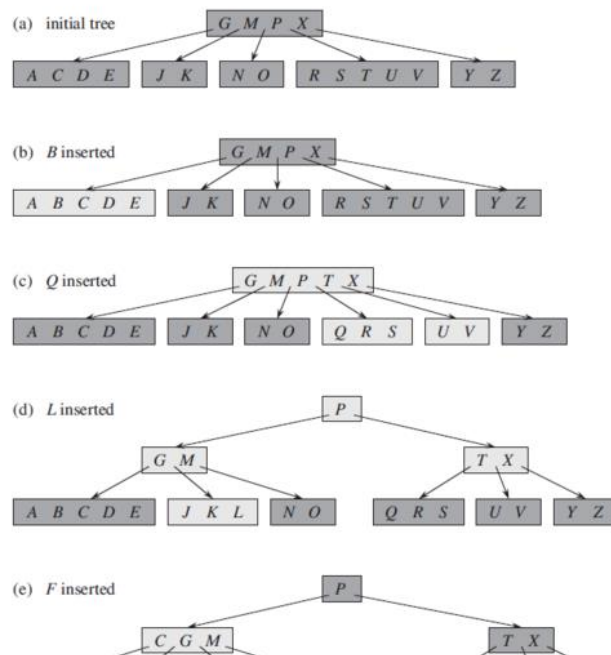 (a) initial tree
G M P X
A C D E J K N O R S T U V Y Z
(b) B inserted
G M P X
A B C D E J K N O R S T U V Y Z
(c) Q inserted
G M P T X
A B C D E J K N O Q R S U V Y Z
(d) L inserted
P
G M T X
A B C D E J K L N O Q R S U V Y Z
(e) F inserted
P
C G M T X